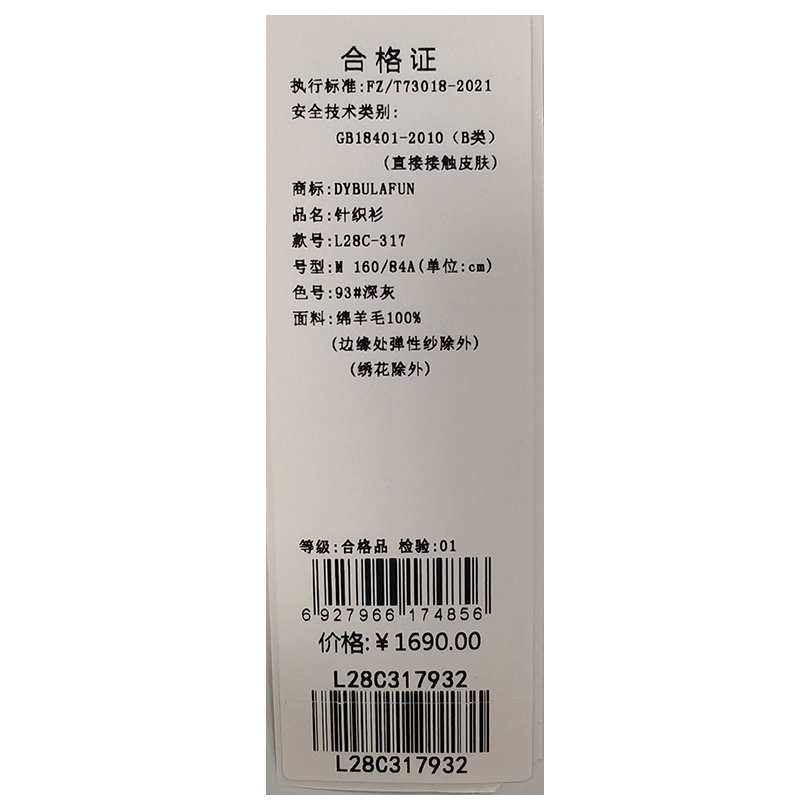 合格证
执行标准:FZ/T73018-2021
安全技术类别:
GB18401-2010（B类）
(直接接触皮肤)
商标:DYBULAFUN
品名:针织衫
款号:L28C-317
号型:M 160/84A(单位:cm)
色号:93#深灰
面料:绵羊毛100%
(边缘处弹性纱除外)
(绣花除外)
等级:合格品 检验:01
6 927966 174856
价格:￥1690.00
L28C317932
L28C317932